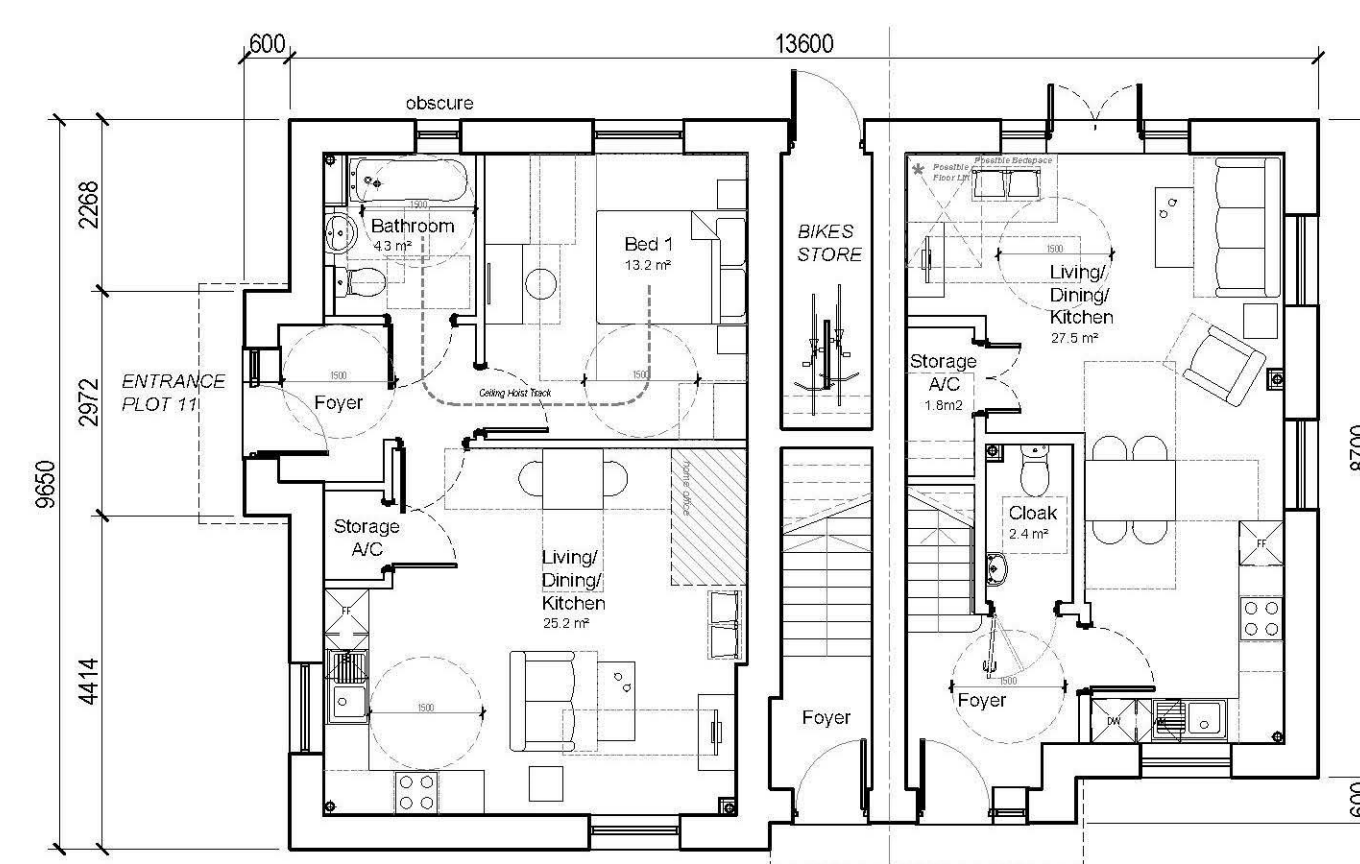 600
13600
obscure
2268
2972
9650
4414
Bathroom
4.3 m²
1500
Bed 1
13.2 m²
1500
Ceiling Hoist Track
ENTRANCE
PLOT 11
1500
Foyer
Storage
A/C
home office
Living/
Dining/
Kitchen
25.2 m²
FF
1500
BIKES
STORE
Foyer
Possible
Floor Lift
Possible Bedspace
1500
Living/
Dining/
Kitchen
27.5 m²
Storage
A/C
1.8m2
Cloak
2.4 m²
FF
1500
Foyer
DW
600